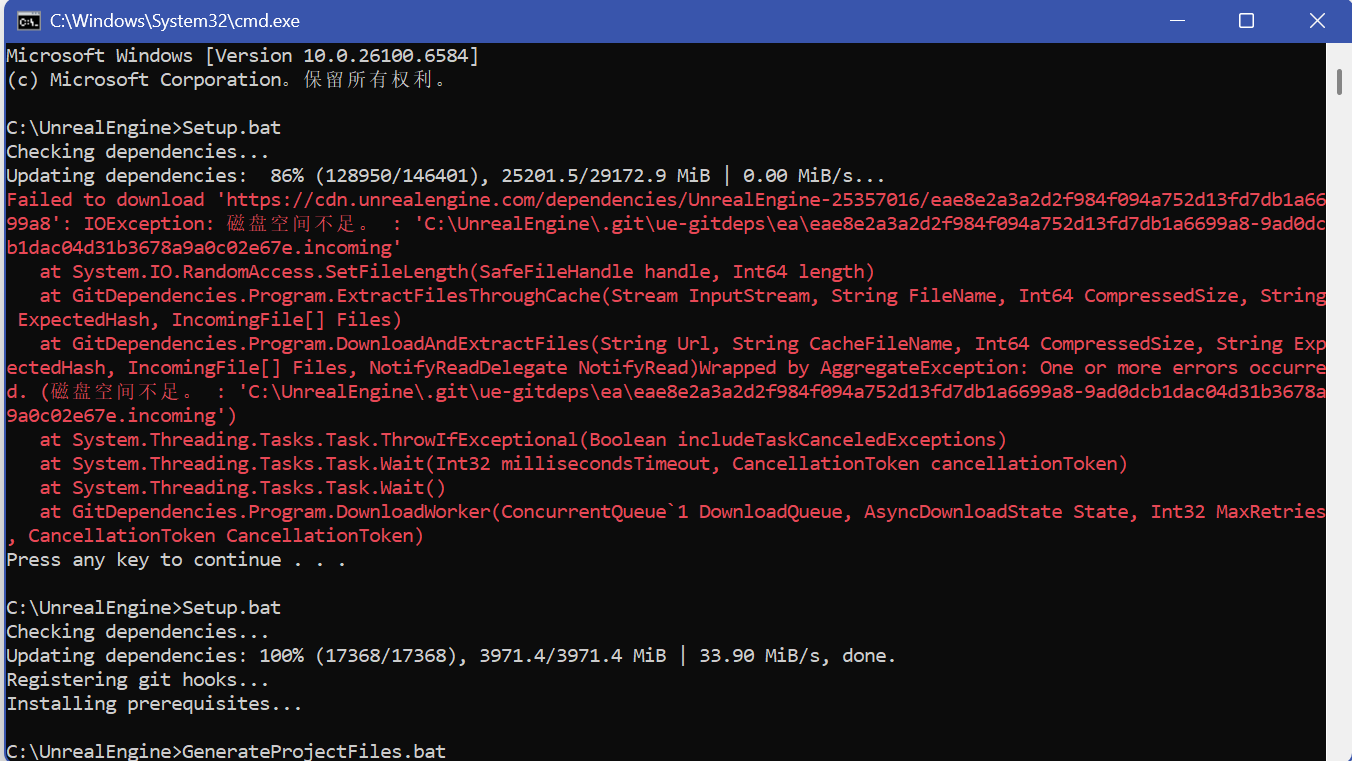 C:\Windows\System32\cmd.exe
Microsoft Windows [Version 10.0.26100.6584]
(c) Microsoft Corporation。保留所有权利。
C:\UnrealEngine>Setup.bat
Checking dependencies...
Updating dependencies:  86% (128950/146401), 25201.5/29172.9 MiB | 0.00 MiB/s...
Failed to download 'https://cdn.unrealengine.com/dependencies/UnrealEngine-25357016/eae8e2a3a2d2f984f094a752d13fd7db1a66
99a8': IOException: 磁盘空间不足。 : 'C:\UnrealEngine\.git\ue-gitdeps\ea\eae8e2a3a2d2f984f094a752d13fd7db1a6699a8-9ad0dc
b1dac04d31b3678a9a0c02e67e.incoming'
   at System.IO.RandomAccess.SetFileLength(SafeFileHandle handle, Int64 length)
   at GitDependencies.Program.ExtractFilesThroughCache(Stream InputStream, String FileName, Int64 CompressedSize, String
 ExpectedHash, IncomingFile[] Files)
   at GitDependencies.Program.DownloadAndExtractFiles(String Url, String CacheFileName, Int64 CompressedSize, String Exp
ectedHash, IncomingFile[] Files, NotifyReadDelegate NotifyRead)Wrapped by AggregateException: One or more errors occurre
d. (磁盘空间不足。 : 'C:\UnrealEngine\.git\ue-gitdeps\ea\eae8e2a3a2d2f984f094a752d13fd7db1a6699a8-9ad0dcb1dac04d31b3678a
9a0c02e67e.incoming')
   at System.Threading.Tasks.Task.ThrowIfExceptional(Boolean includeTaskCanceledExceptions)
   at System.Threading.Tasks.Task.Wait(Int32 millisecondsTimeout, CancellationToken cancellationToken)
   at System.Threading.Tasks.Task.Wait()
   at GitDependencies.Program.DownloadWorker(ConcurrentQueue`1 DownloadQueue, AsyncDownloadState State, Int32 MaxRetries
, CancellationToken CancellationToken)
Press any key to continue . . .
C:\UnrealEngine>Setup.bat
Checking dependencies...
Updating dependencies: 100% (17368/17368), 3971.4/3971.4 MiB | 33.90 MiB/s, done.
Registering git hooks...
Installing prerequisites...
C:\UnrealEngine>GenerateProjectFiles.bat